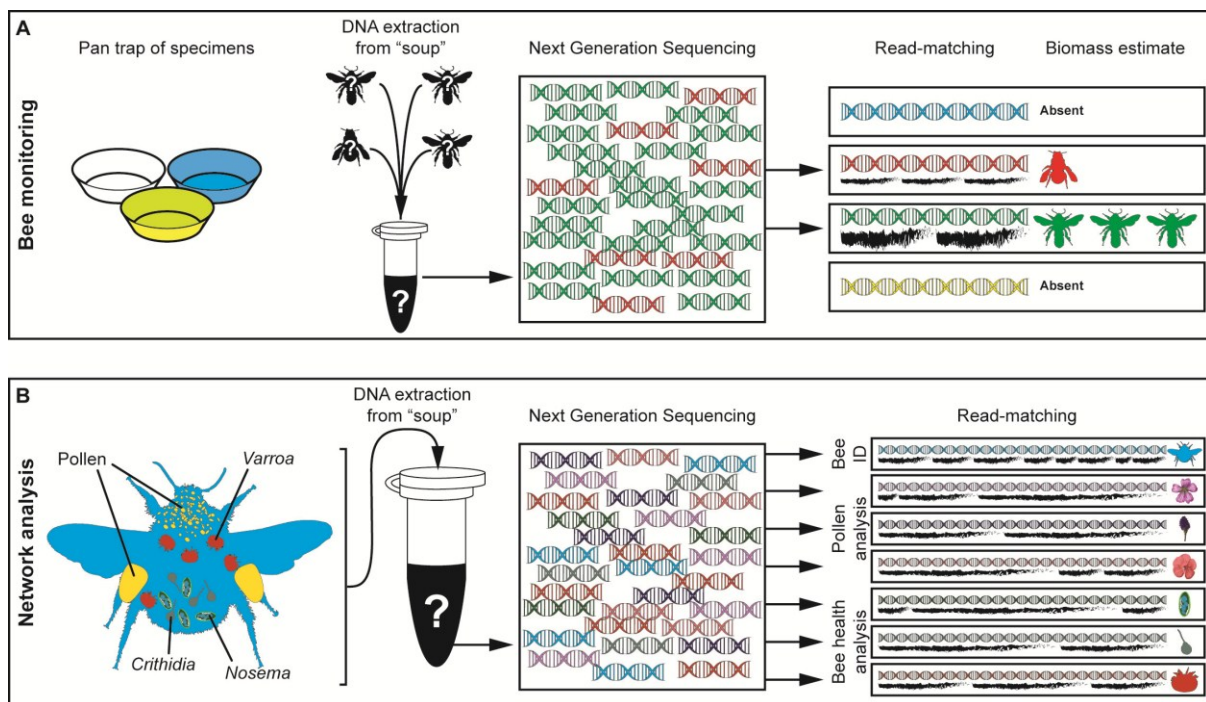 A
Bee monitoring
Pan trap of specimens
DNA extraction
from “soup”
? ? ? ?
?
Next Generation Sequencing
Read-matching
Biomass estimate
Absent
Absent
B
Network analysis
Pollen
Varroa
Crithidia
Nosema
DNA extraction
from “soup”
?
Next Generation Sequencing
Read-matching
Bee
ID
Pollen
analysis
Bee health
analysis